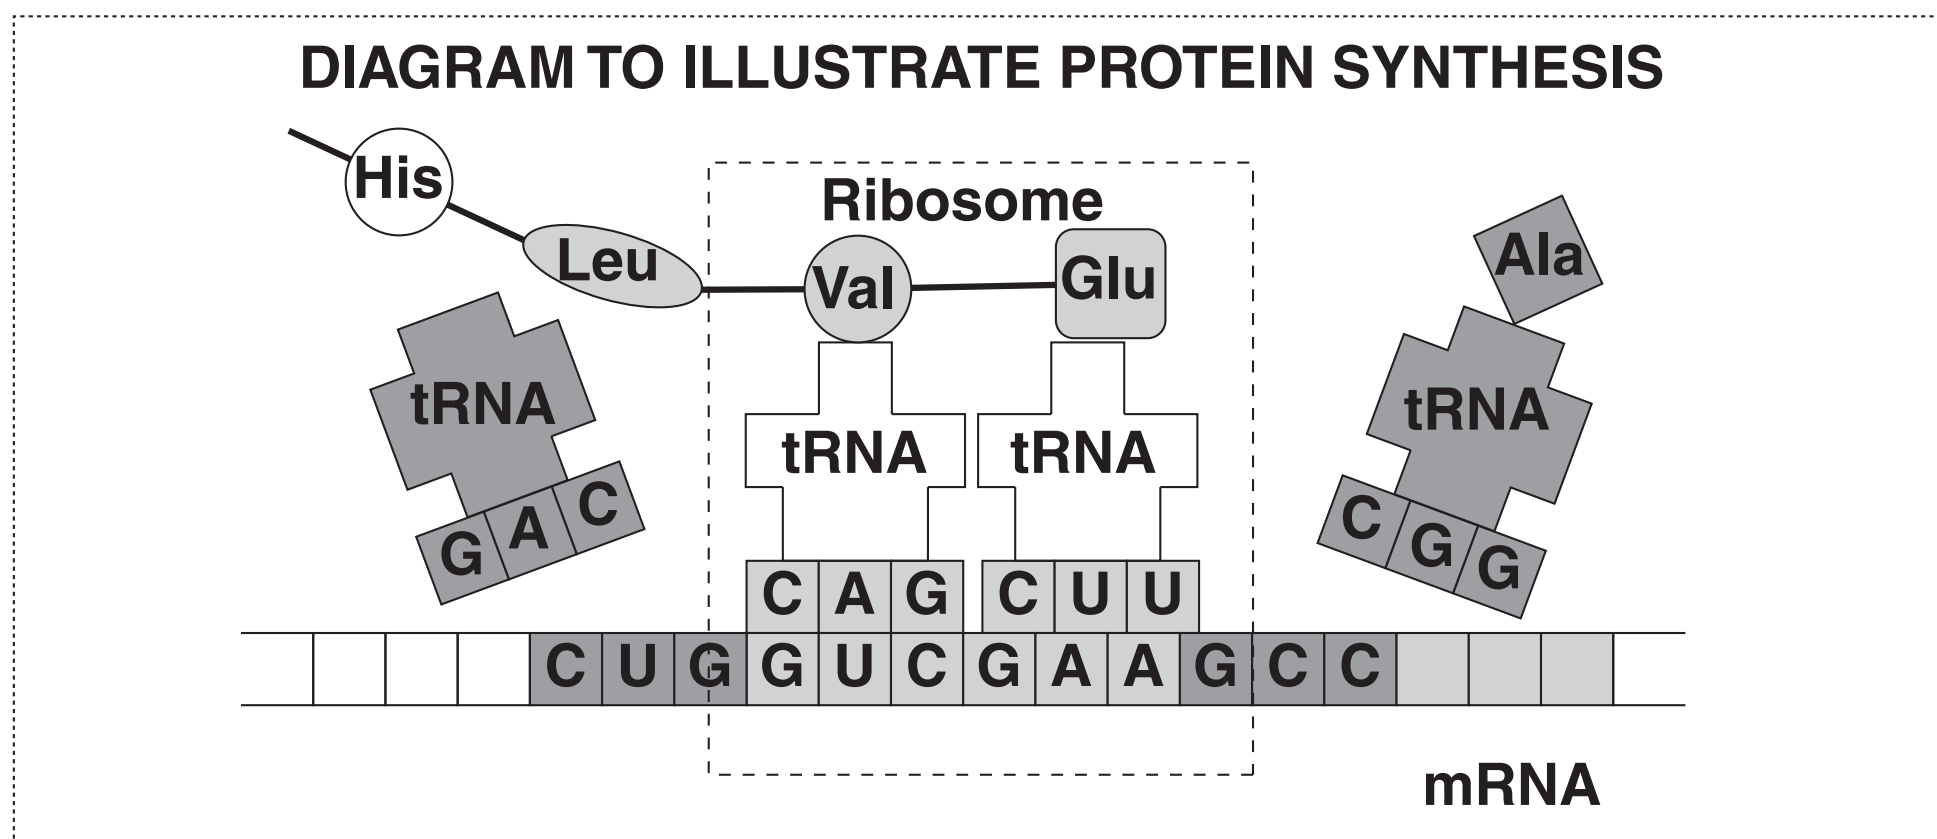 DIAGRAM TO ILLUSTRATE PROTEIN SYNTHESIS
His
Leu
Ribosome
Val
Glu
Ala
tRNA
tRNA
tRNA
tRNA
G A C
C A G
C U U
C G G
C U G G U C G A A G C C
mRNA